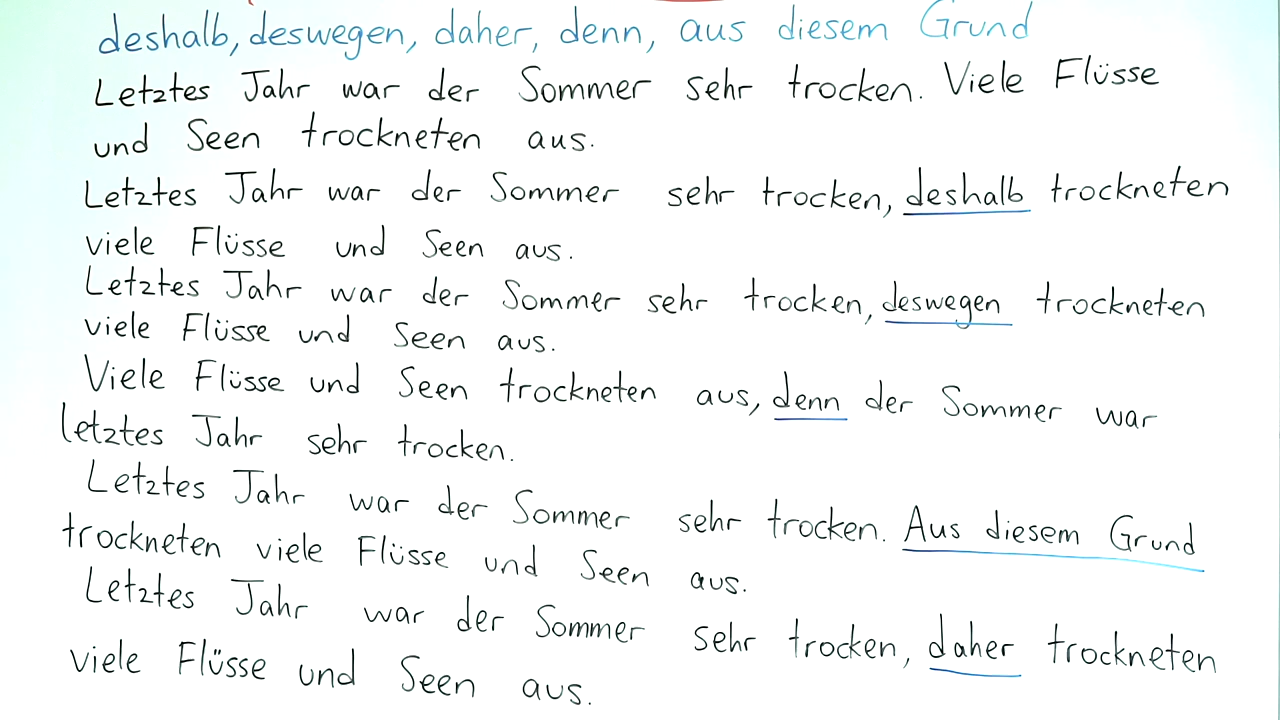 deshalb, deswegen, daher, denn, aus diesem Grund
Letztes Jahr war der Sommer sehr trocken. Viele Flüsse
und Seen trockneten aus.
Letztes Jahr war der Sommer sehr trocken, deshalb trockneten
viele Flüsse und Seen aus.
Letztes Jahr war der Sommer sehr trocken, deswegen trockneten
viele Flüsse und Seen aus.
Viele Flüsse und Seen trockneten aus, denn der Sommer war
letztes Jahr sehr trocken.
Letztes Jahr war der Sommer sehr trocken. Aus diesem Grund
trockneten viele Flüsse und Seen aus.
Letztes Jahr war der Sommer sehr trocken, daher trockneten
viele Flüsse und Seen aus.